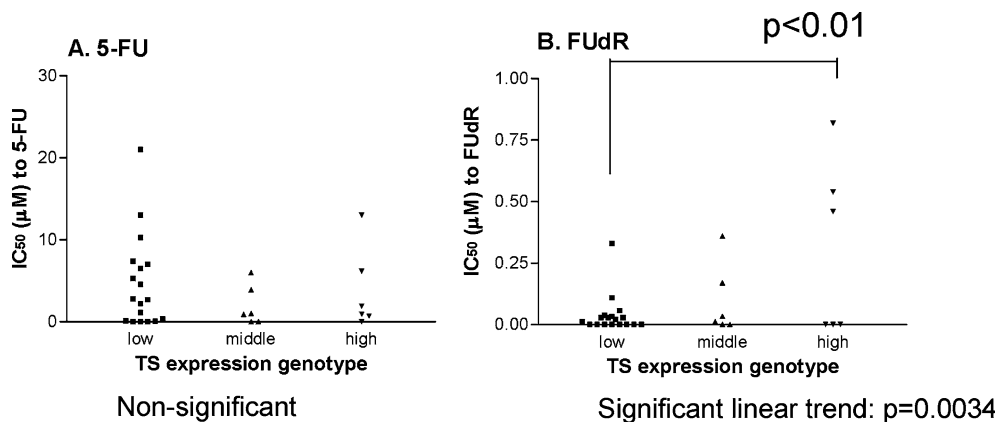 A. 5-FU
30
20
10
0
IC50 (μM) to 5-FU
low middle high
TS expression genotype
Non-significant
p<0.01
B. FUdR
1.00
0.75
0.50
0.25
0.00
IC50 (μM) to FUdR
low middle high
TS expression genotype
Significant linear trend: p=0.0034